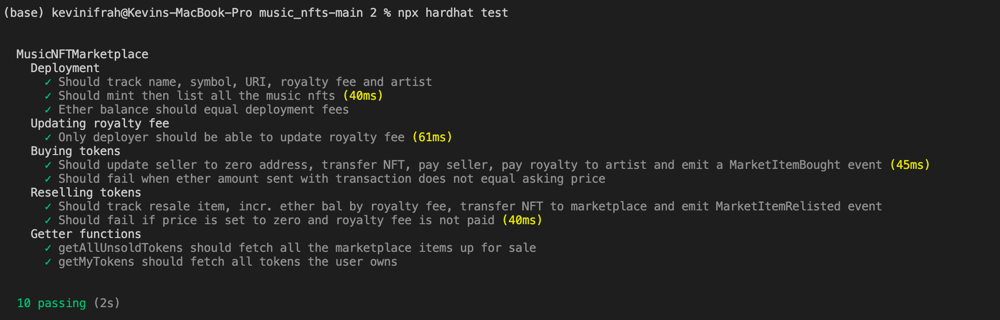 (base) kevinifrah@Kevins-MacBook-Pro music_nfts-main 2 % npx hardhat test
MusicNFTMarketplace
Deployment
✓ Should track name, symbol, URI, royalty fee and artist
✓ Should mint then list all the music nfts (40ms)
✓ Ether balance should equal deployment fees
Updating royalty fee
✓ Only deployer should be able to update royalty fee (61ms)
Buying tokens
✓ Should update seller to zero address, transfer NFT, pay seller, pay royalty to artist and emit a MarketItemBought event (45ms)
✓ Should fail when ether amount sent with transaction does not equal asking price
Reselling tokens
✓ Should track resale item, incr. ether bal by royalty fee, transfer NFT to marketplace and emit MarketItemRelisted event
✓ Should fail if price is set to zero and royalty fee is not paid (40ms)
Getter functions
✓ getAllUnsoldTokens should fetch all the marketplace items up for sale
✓ getMyTokens should fetch all tokens the user owns
10 passing (2s)